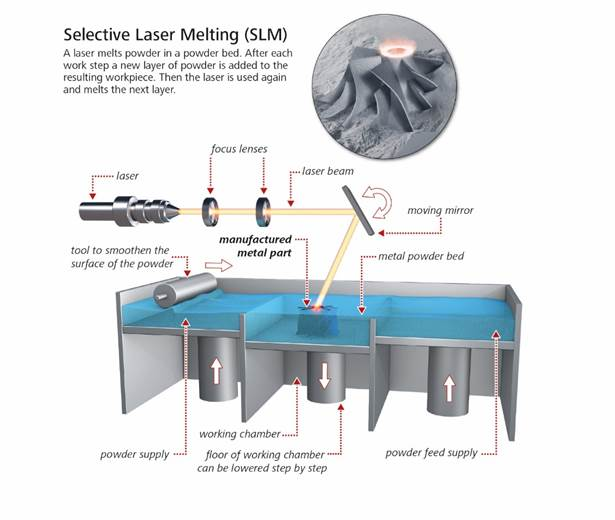 Selective Laser Melting (SLM)
A laser melts powder in a powder bed. After each
work step a new layer of powder is added to the
resulting workpiece. Then the laser is used again
and melts the next layer.
focus lenses
laser
laser beam
moving mirror
manufactured
metal part
tool to smoothen the
surface of the powder
metal powder bed
working chamber
powder supply
floor of working chamber
can be lowered step by step
powder feed supply